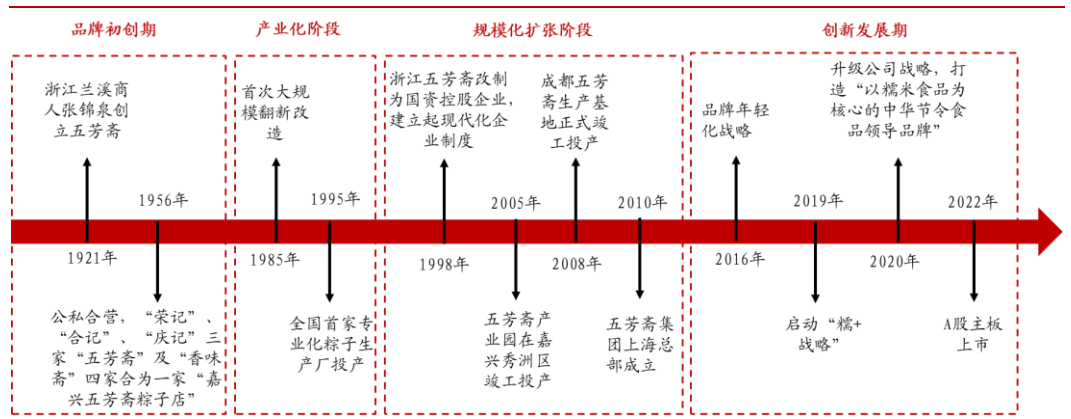 品牌初创期
产业化阶段
规模化扩张阶段
创新发展期
浙江兰溪商
人张锦泉创
立五芳斋
首次大规
模翻新改
造
浙江五芳斋改制
为国资控股企业，
建立起现代化企
业制度
成都五芳
斋生产基
地正式竣
工投产
品牌年轻
化战略
升级公司战略，打
造“以糯米食品为
核心的中华节令食
品领导品牌”
1956年
1995年
2005年
2010年
2019年
2022年
1921年
1985年
1998年
2008年
2016年
2020年
公私合营，“荣记”、
“合记”、“庆记”三
家“五芳斋”及“香味
斋”四家合为一家“嘉
兴五芳斋粽子店”
全国首家专
业化粽子生
产厂投产
五芳斋产
业园在嘉
兴秀洲区
竣工投产
五芳斋集
团上海总
部成立
启动“糯+
战略”
A股主板
上市